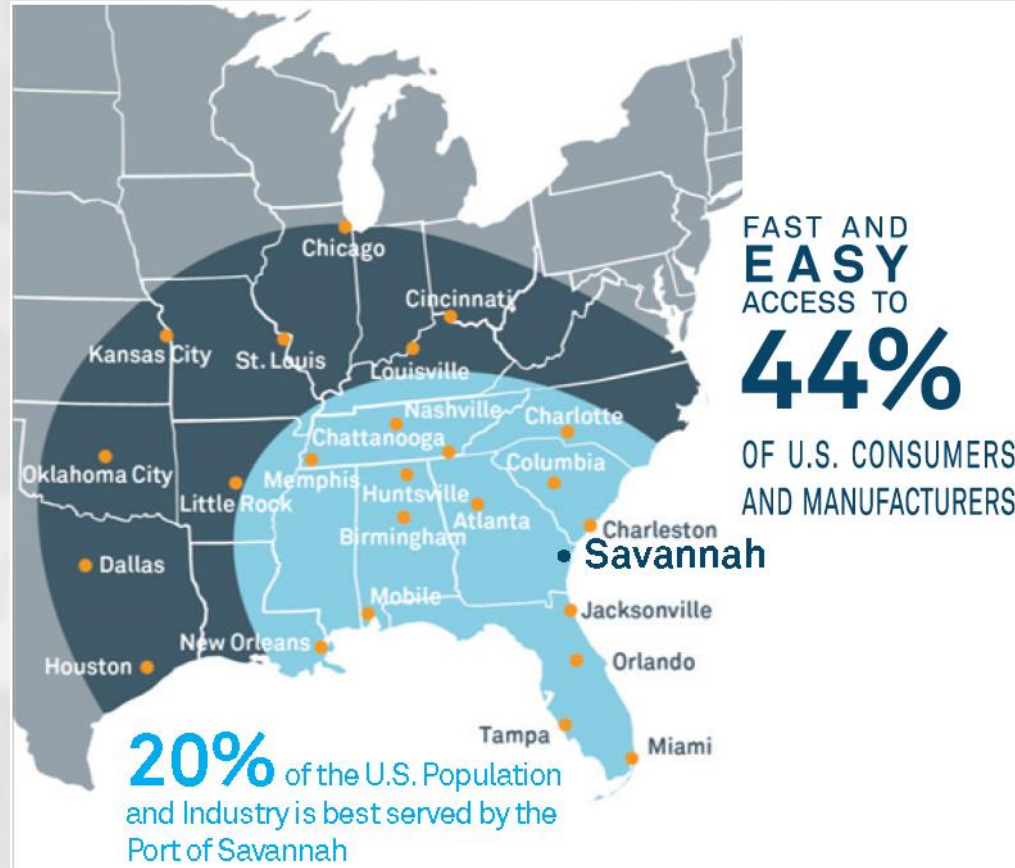 Chicago
Cincinnati
Kansas City
St. Louis
Louisville
Nashville
Charlotte
Chattanooga
Oklahoma City
Memphis
Columbia
Little Rock
Huntsville
Atlanta
Birmingham
Charleston
Savannah
Dallas
Mobile
Jacksonville
New Orleans
Houston
Orlando
Tampa
Miami
FAST AND
EASY
ACCESS TO
44%
OF U.S. CONSUMERS
AND MANUFACTURERS
20% of the U.S. Population
and Industry is best served by the
Port of Savannah